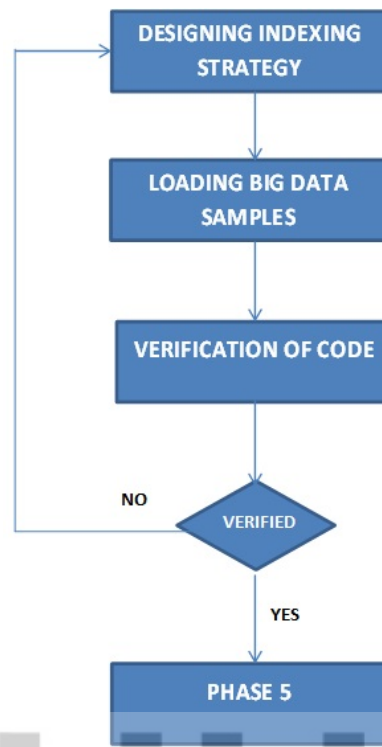 DESIGNING INDEXING
STRATEGY
LOADING BIG DATA
SAMPLES
VERIFICATION OF CODE
NO
VERIFIED
YES
PHASE 5